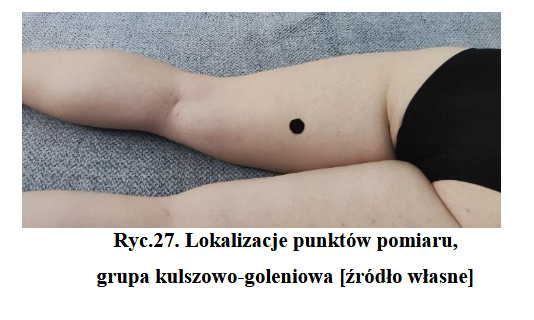 Ryc.27. Lokalizacje punktów pomiaru,
grupa kulszowo-goleniowa [źródło własne]